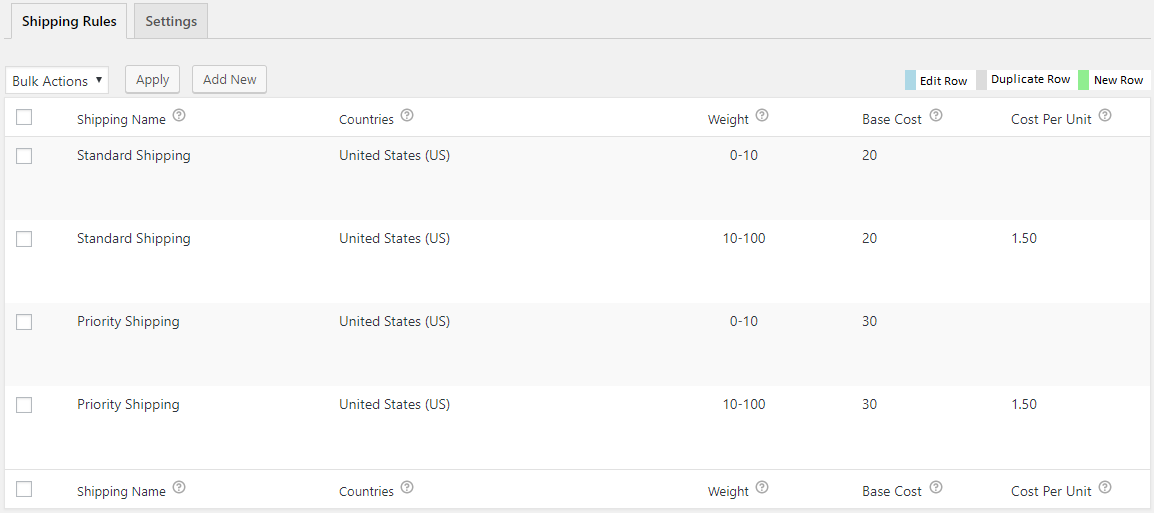 Shipping Rules Settings
Bulk Actions Apply Add New Edit Row Duplicate Row New Row
Shipping Name Countries Weight Base Cost Cost Per Unit
Standard Shipping United States (US) 0-10 20
Standard Shipping United States (US) 10-100 20 1.50
Priority Shipping United States (US) 0-10 30
Priority Shipping United States (US) 10-100 30 1.50
Shipping Name Countries Weight Base Cost Cost Per Unit